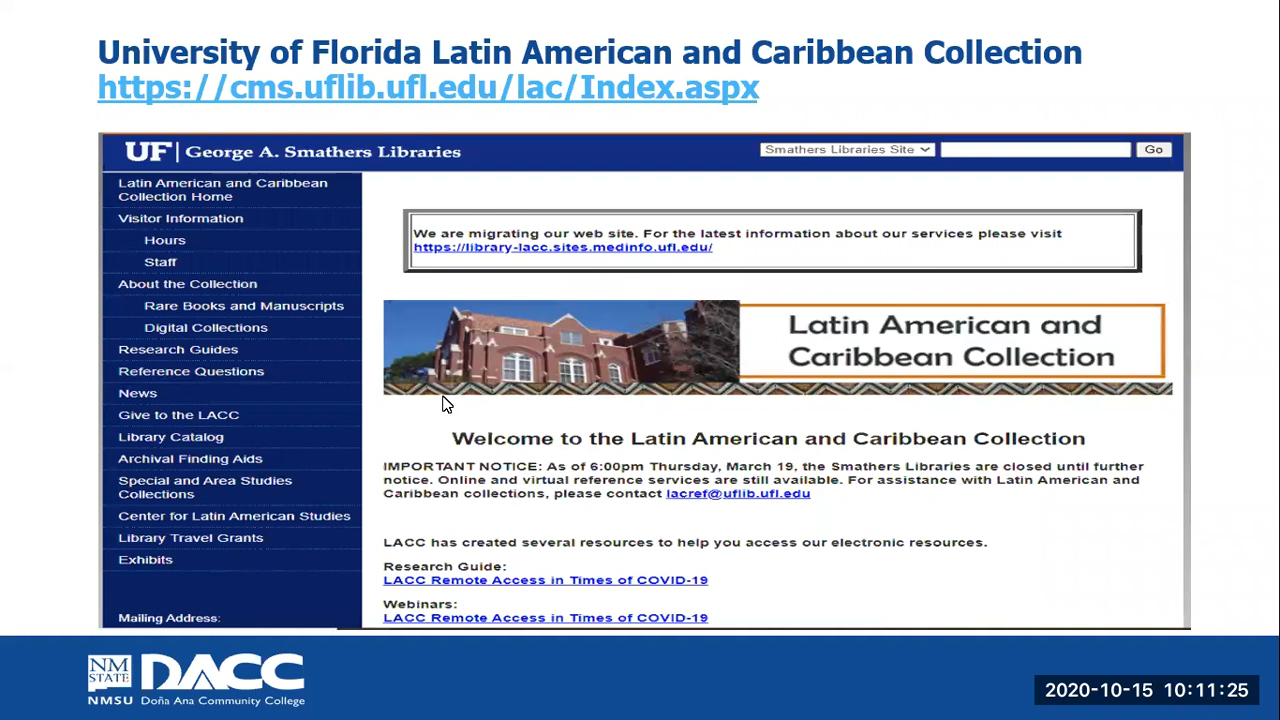 University of Florida Latin American and Caribbean Collection
https://cms.uflib.ufl.edu/lac/Index.aspx
UF | George A. Smathers Libraries
Smathers Libraries Site
Go
Latin American and Caribbean
Collection Home
Visitor Information
Hours
Staff
About the Collection
Rare Books and Manuscripts
Digital Collections
Research Guides
Reference Questions
News
Give to the LACC
Library Catalog
Archival Finding Aids
Special and Area Studies
Collections
Center for Latin American Studies
Library Travel Grants
Exhibits
Mailing Address:
We are migrating our web site. For the latest information about our services please visit
https://library-lacc.sites.medinfo.ufl.edu/
Latin American and
Caribbean Collection
Welcome to the Latin American and Caribbean Collection
IMPORTANT NOTICE: As of 6:00pm Thursday, March 19, the Smathers Libraries are closed until further
notice. Online and virtual reference services are still available. For assistance with Latin American and
Caribbean collections, please contact lacref@uflib.ufl.edu
LACC has created several resources to help you access our electronic resources.
Research Guide:
LACC Remote Access in Times of COVID-19
Webinars:
LACC Remote Access in Times of COVID-19
NM
STATE
NMSU
DACC
Doña Ana Community College
2020-10-15 10:11:25